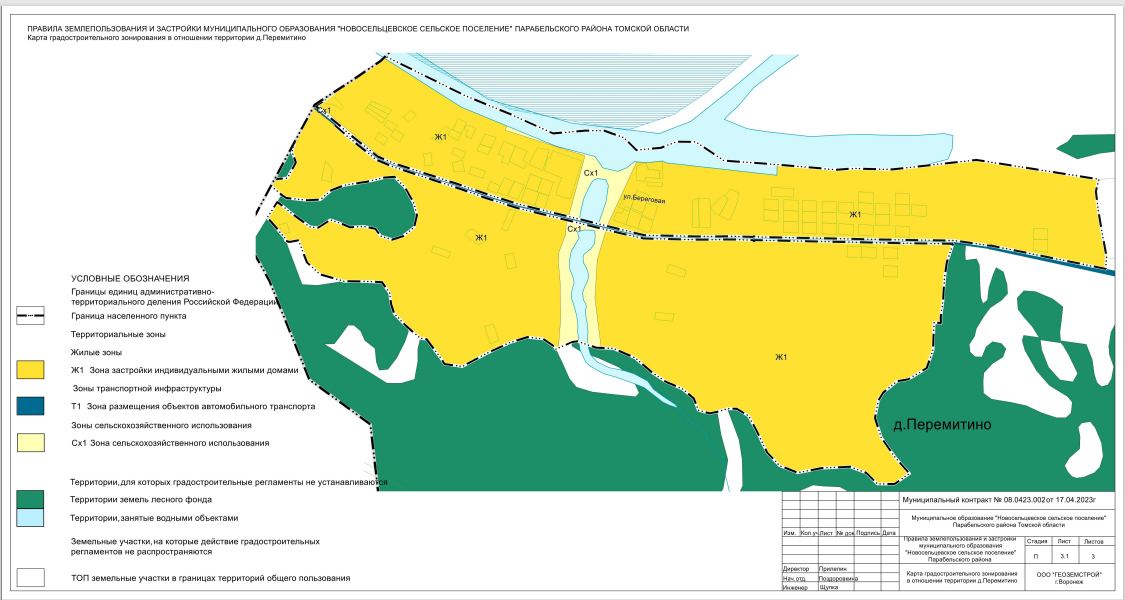 ПРАВИЛА ЗЕМЛЕПОЛЬЗОВАНИЯ И ЗАСТРОЙКИ МУНИЦИПАЛЬНОГО ОБРАЗОВАНИЯ "НОВОСЕЛЬЦЕВСКОЕ СЕЛЬСКОЕ ПОСЕЛЕНИЕ" ПАРАБЕЛЬСКОГО РАЙОНА ТОМСКОЙ ОБЛАСТИ
Карта градостроительного зонирования в отношении территории д.Перемитино
Сх1
Ж1
Сх1
ул.Береговая
Ж1
Сх1
Ж1
Ж1
д.Перемитино
УСЛОВНЫЕ ОБОЗНАЧЕНИЯ
Границы единиц административно-
территориального деления Российской Федерации
Граница населенного пункта
Территориальные зоны
Жилые зоны
Ж1 Зона застройки индивидуальными жилыми домами
Зоны транспортной инфраструктуры
Т1 Зона размещения объектов автомобильного транспорта
Зоны сельскохозяйственного использования
Сх1 Зона сельскохозяйственного использования
Территории, для которых градостроительные регламенты не устанавливаются
Территории земель лесного фонда
Территории, занятые водными объектами
Земельные участки, на которые действие градостроительных
регламентов не распространяются
ТОП земельные участки в границах территорий общего пользования
Муниципальный контракт № 08.0423.002 от 17.04.2023г
Муниципальное образование "Новосельцевское сельское поселение"
Парабельского района Томской области
Изм. Кол.уч Лист № док Подпись Дата
Правила землепользования и застройки
муниципального образования
"Новосельцевское сельское поселение"
Парабельского района
Стадия Лист Листов
П 3.1 3
Директор Прилепин
Нач.отд. Поздоровкина
Инженер Щупка
Карта градостроительного зонирования
в отношении территории д.Перемитино
ООО "ГЕОЗЕМСТРОЙ"
г.Воронеж